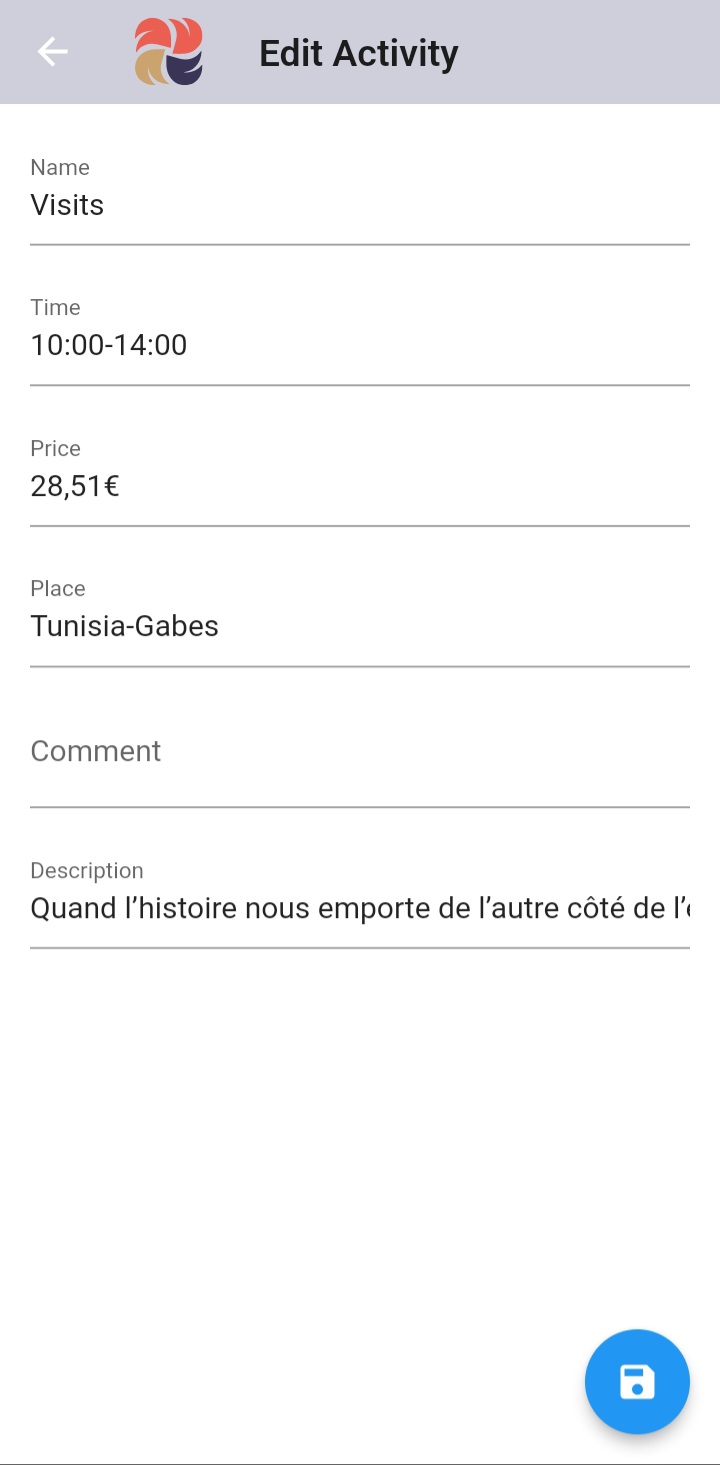 Edit Activity
Name
Visits
Time
10:00-14:00
Price
28,51€
Place
Tunisia-Gabes
Comment
Description
Quand l’histoire nous emporte de l’autre côté de